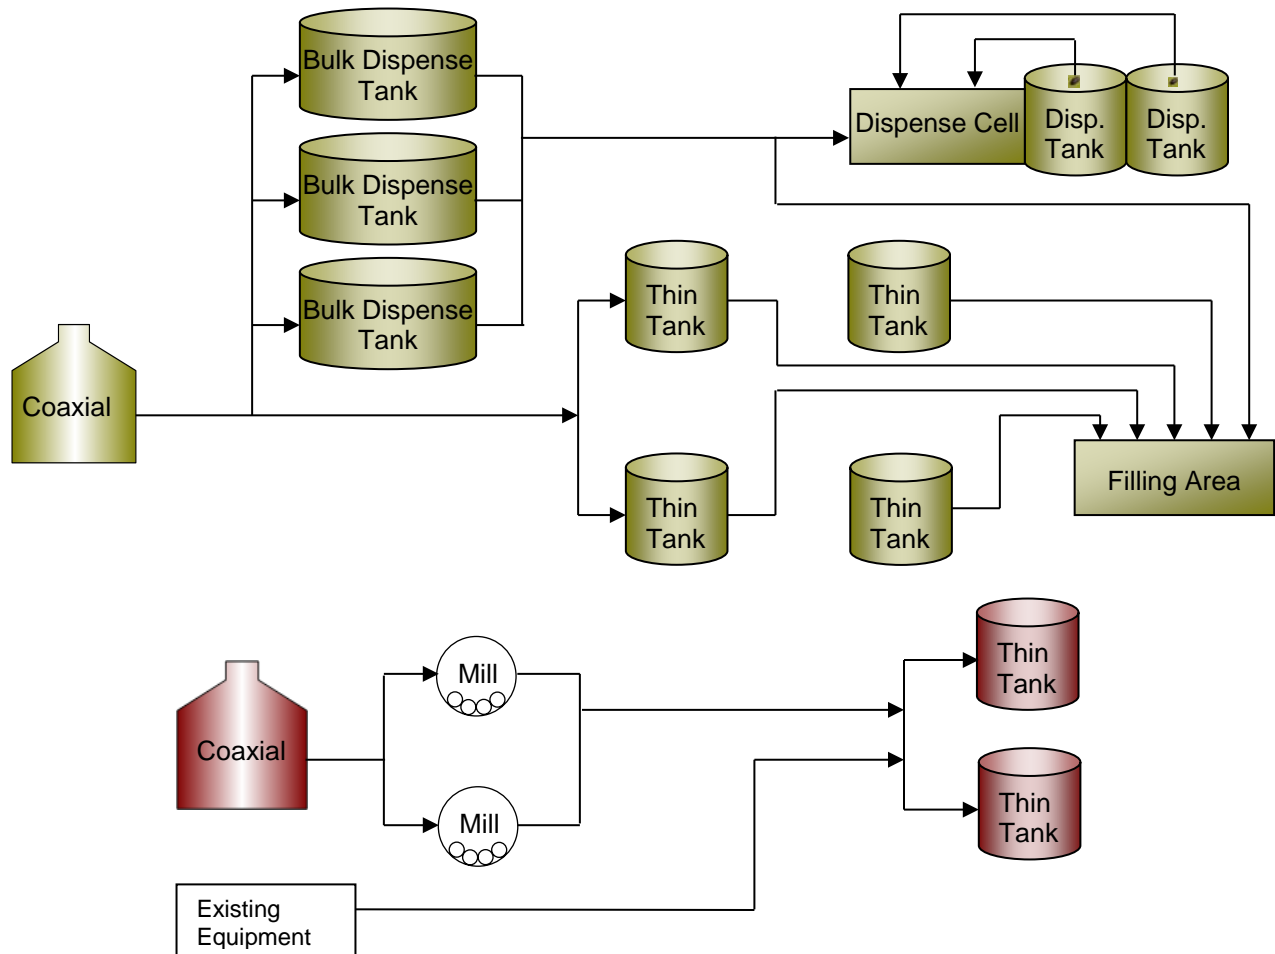 Bulk Dispense
Tank
Dispense Cell
Disp.
Tank
Disp.
Tank
Bulk Dispense
Tank
Bulk Dispense
Tank
Thin
Tank
Thin
Tank
Coaxial
Thin
Tank
Thin
Tank
Filling Area
Coaxial
Mill
Mill
Thin
Tank
Thin
Tank
Existing
Equipment